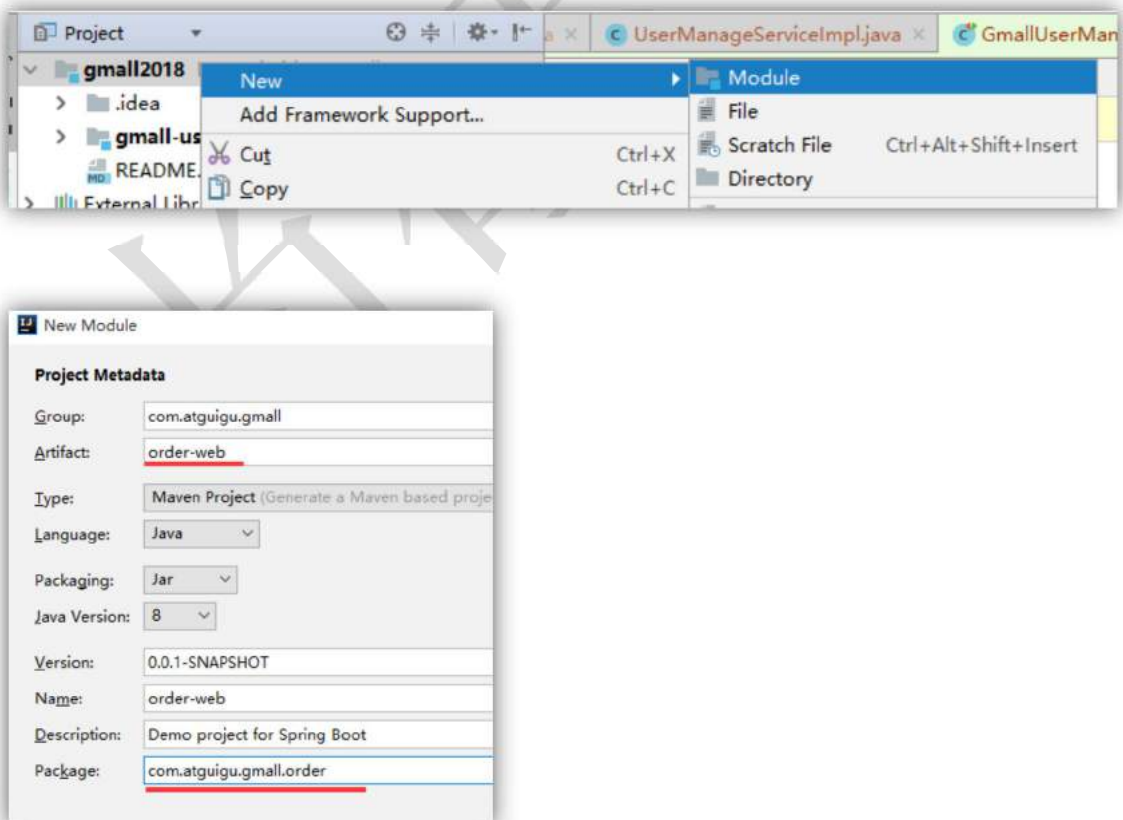 Project
a × UserManageServiceImpl.java × GmallUserMan
gmall2018
New
Module
.idea
Add Framework Support...
File
gmall-us
Cut Ctrl+X
Scratch File Ctrl+Alt+Shift+Insert
README.
Copy Ctrl+C
Directory
External Libr
New Module
Project Metadata
Group: com.atguigu.gmall
Artifact: order-web
Type: Maven Project (Generate a Maven based proje
Language: Java
Packaging: Jar
Java Version: 8
Version: 0.0.1-SNAPSHOT
Name: order-web
Description: Demo project for Spring Boot
Package: com.atguigu.gmall.order